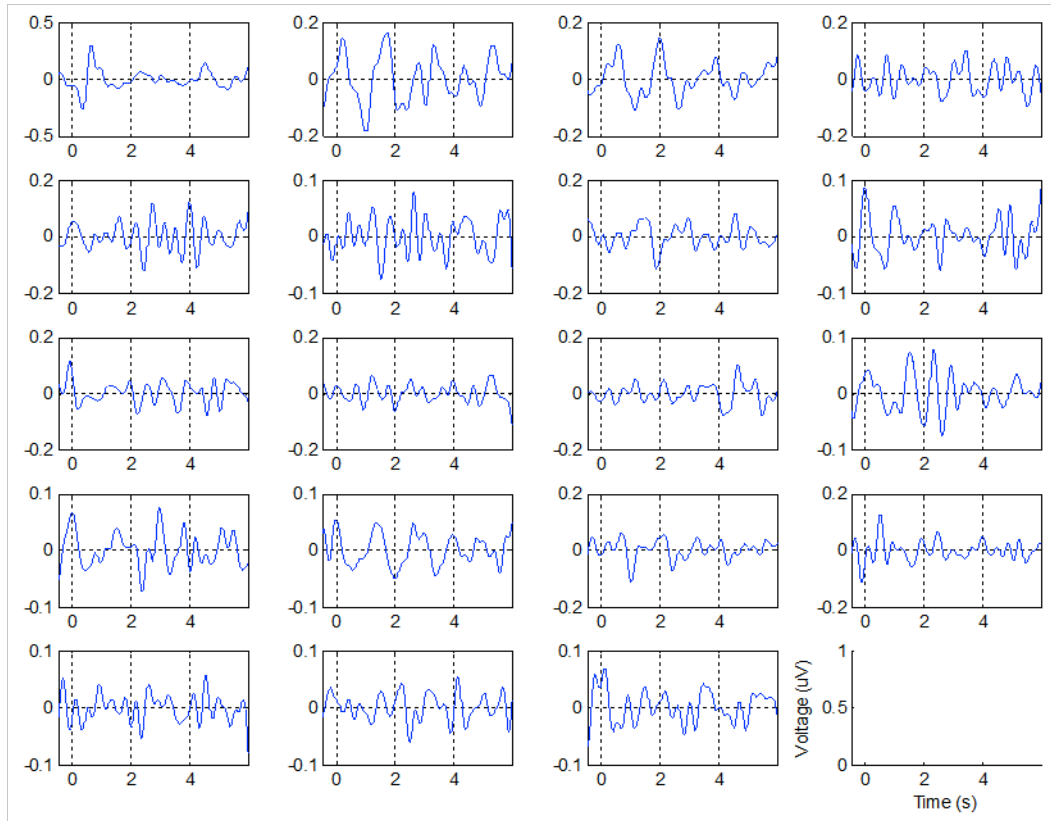 0.5 0.2 0.2 0.2
0 0 0 0
-0.5 -0.2 -0.2 -0.2
0 2 4 0 2 4 0 2 4 0 2 4
0.2 0.1 0.2 0.1
0 0 0 0
-0.2 -0.1 -0.2 -0.1
0 2 4 0 2 4 0 2 4 0 2 4
0.2 0.2 0.2 0.1
0 0 0 0
-0.2 -0.2 -0.2 -0.1
0 2 4 0 2 4 0 2 4 0 2 4
0.1 0.1 0.2 0.2
0 0 0 0
-0.1 -0.1 -0.2 -0.2
0 2 4 0 2 4 0 2 4 0 2 4
0.1 0.1 0.1 1
0 0 0 0.5
-0.1 -0.1 -0.1 0
0 2 4 0 2 4 0 2 4 0 2 4
Voltage (uV)
Time (s)